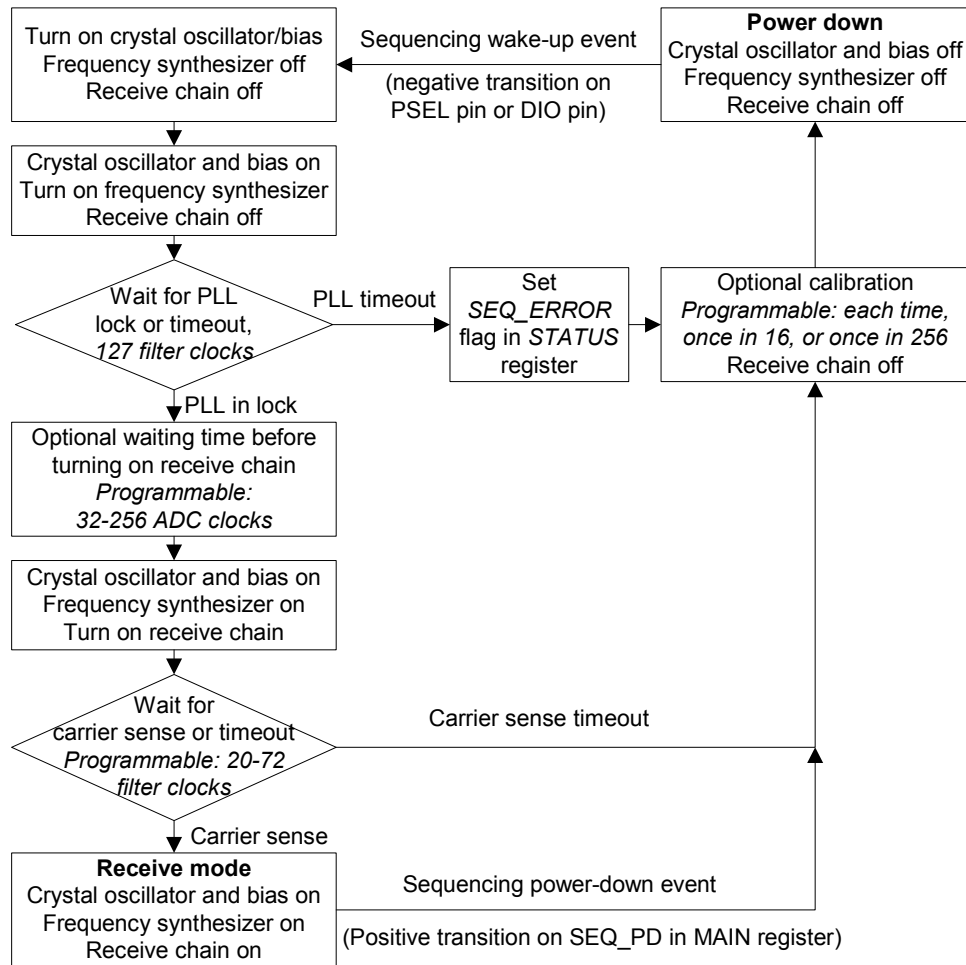 Turn on crystal oscillator/bias
Frequency synthesizer off
Receive chain off
Sequencing wake-up event
(negative transition on
PSEL pin or DIO pin)
Power down
Crystal oscillator and bias off
Frequency synthesizer off
Receive chain off
Crystal oscillator and bias on
Turn on frequency synthesizer
Receive chain off
Wait for PLL
lock or timeout,
127 filter clocks
PLL timeout
Set
SEQ_ERROR
flag in STATUS
register
Optional calibration
Programmable: each time,
once in 16, or once in 256
Receive chain off
PLL in lock
Optional waiting time before
turning on receive chain
Programmable:
32-256 ADC clocks
Crystal oscillator and bias on
Frequency synthesizer on
Turn on receive chain
Wait for
carrier sense or timeout
Programmable: 20-72
filter clocks
Carrier sense timeout
Carrier sense
Receive mode
Crystal oscillator and bias on
Frequency synthesizer on
Receive chain on
Sequencing power-down event
(Positive transition on SEQ_PD in MAIN register)